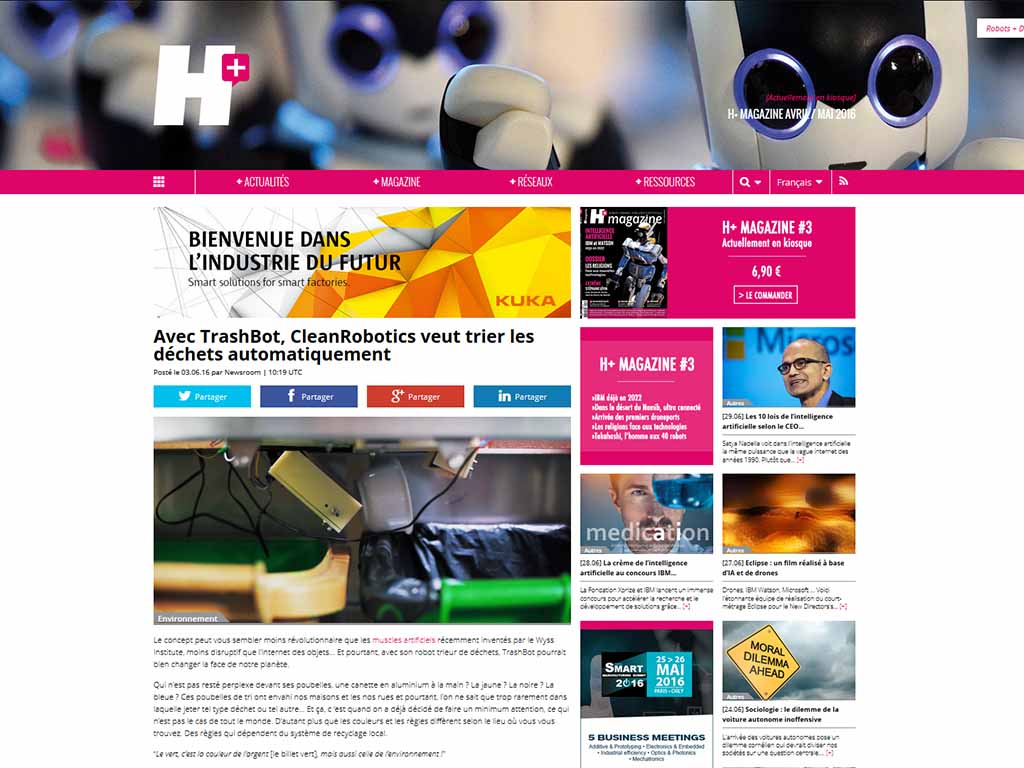 Robots + D
H+
[Actuellement en kiosque]
H+ MAGAZINE AVRIL / MAI 2016
+ ACTUALITÉS
+ MAGAZINE
+ RÉSEAUX
+ RESSOURCES
Français
BIENVENUE DANS
L'INDUSTRIE DU FUTUR
Smart solutions for smart factories.
KUKA
H+ magazine
INTELLIGENCE
ARTIFICIELLE
IBM et WATSON
DOSSIER
LES RELIGIONS
H+ MAGAZINE #3
Actuellement en kiosque
6,90 €
> LE COMMANDER
Avec TrashBot, CleanRobotics veut trier les
déchets automatiquement
Posté le 03.06.16 par Newsroom | 10:19 UTC
Partager
Partager
Partager
Partager
Environnement
Le concept peut vous sembler moins révolutionnaire que les muscles artificiels récemment inventés par le Wyss
Institute, moins disruptif que l'Internet des objets... Et pourtant, avec son robot trieur de déchets, TrashBot pourrait
bien changer la face de notre planète.
Qui n'est pas resté perplexe devant ses poubelles, une canette en aluminium à la main ? La jaune ? La noire ? La
bleue ? Ces poubelles de tri ont envahi nos maisons et les nos rues et pourtant, l'on ne sait que trop rarement dans
laquelle jeter tel type déchet ou tel autre... Et ça, c'est quand on a déjà décidé de faire un minimum attention, ce qui
n'est pas le cas de tout le monde. D'autant plus que les couleurs et les règles diffèrent selon le lieu où vous vous
trouvez. Des règles qui dépendent du système de recyclage local.
"Le vert, c'est la couleur de l'argent [le billet vert], mais aussi celle de l'environnement !"
H+ MAGAZINE #3
>IBM déjà en 2022
>Dans le désert du Namib, ultra connecté
>Arrivée des premiers droneports
>Les religions face aux technologies
>Takahashi, l'homme aux 40 robots
Micros
Autres
[29.06] Les 10 lois de l'intelligence
artificielle selon le CEO...
Satya Nadella voit dans l'intelligence artificielle
la même puissance que la vague internet des
années 1990. Plutôt que... [+]
medication
Autres
[28.06] La crème de l'intelligence
artificielle au concours IBM...
La Fondation Xprize et IBM lancent un immense
concours pour accélérer la recherche et le
développement de solutions grâce... [+]
Autres
[27.06] Eclipse : un film réalisé à base
d'IA et de drones
Drones, IBM Watson, Microsoft ... Voici
l'étonnante équipe de réalisation du court-
métrage Eclipse pour le New Directors's... [+]
SMART
MANUFACTURING SUMMIT
2016
25 > 26
MAI
2016
PARIS - ORLY
5 BUSINESS MEETINGS
Additive & Prototyping • Electronics & Embedded
• Industrial efficiency • Optics & Photonics
• Mechatronics
MORAL
DILEMMA
AHEAD
Autres
[24.06] Sociologie : le dilemme de la
voiture autonome inoffensive
L'arrivée des voitures autonomes pose un
dilemme cornélien qui devrait diviser nos
sociétés sur une question centrale... [+]